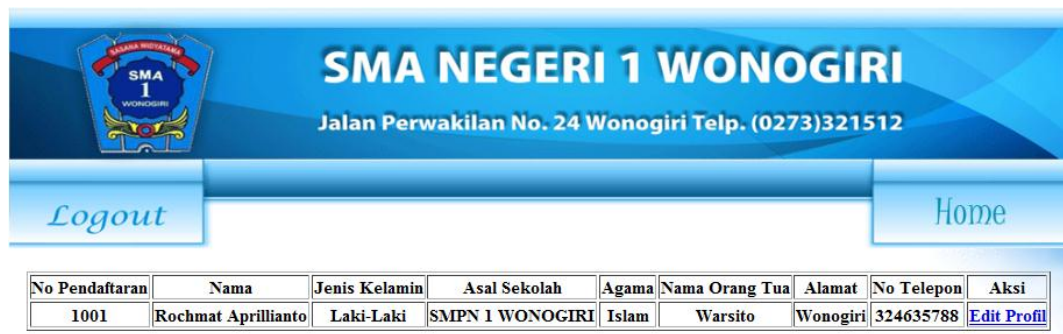 SASANA WIDYATAMA
SMA
1
WONOGIRI
SMA NEGERI 1 WONOGIRI
Jalan Perwakilan No. 24 Wonogiri Telp. (0273)321512
Logout
Home
No Pendaftaran Nama Jenis Kelamin Asal Sekolah Agama Nama Orang Tua Alamat No Telepon Aksi
1001 Rochmat Aprillianto Laki-Laki SMPN 1 WONOGIRI Islam Warsito Wonogiri 324635788 Edit Profil